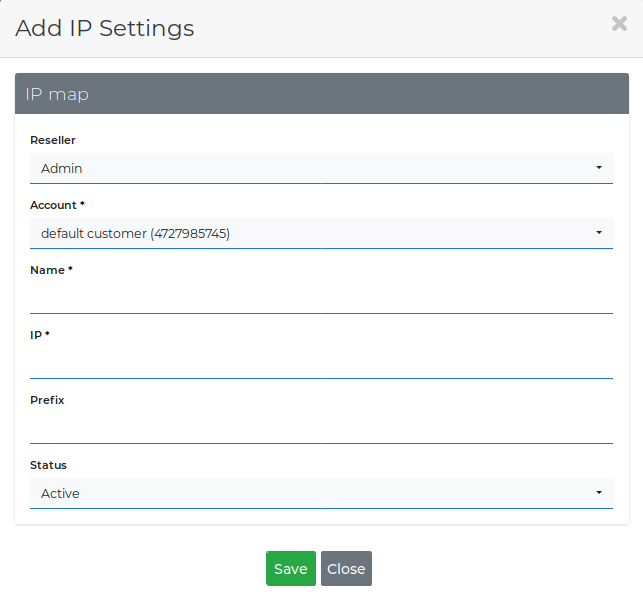 Add IP Settings
IP map
Reseller
Admin
Account *
default customer (4727985745)
Name *
IP *
Prefix
Status
Active
Save Close